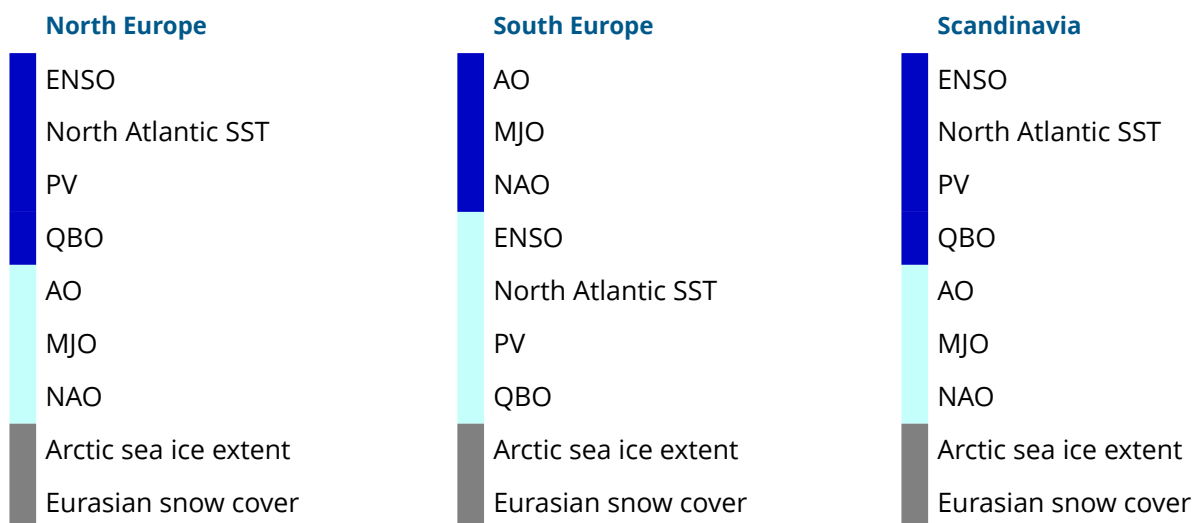 North Europe
ENSO
North Atlantic SST
PV
QBO
AO
MJO
NAO
Arctic sea ice extent
Eurasian snow cover
South Europe
AO
MJO
NAO
ENSO
North Atlantic SST
PV
QBO
Arctic sea ice extent
Eurasian snow cover
Scandinavia
ENSO
North Atlantic SST
PV
QBO
AO
MJO
NAO
Arctic sea ice extent
Eurasian snow cover